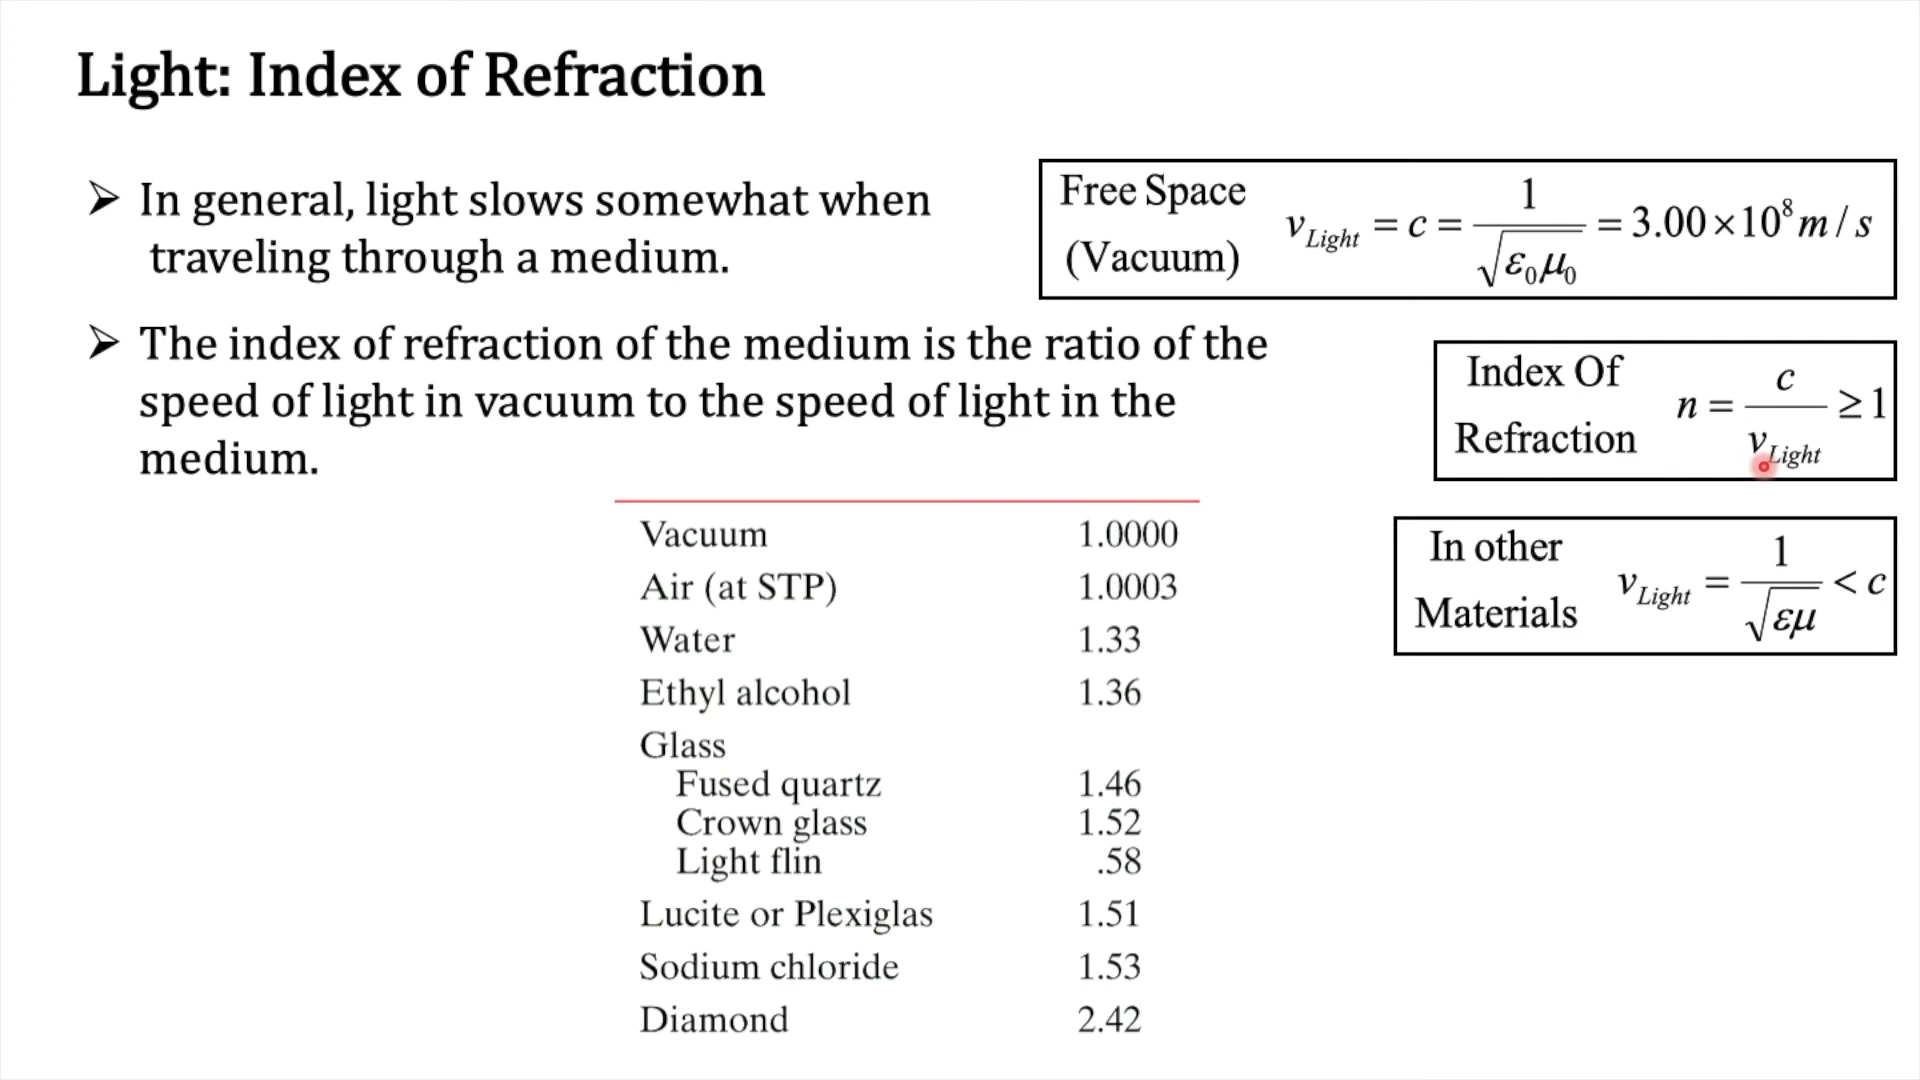 Light: Index of Refraction
➤ In general, light slows somewhat when
traveling through a medium.
Free Space
(Vacuum)
v_Light = c = 1 / √(ε₀μ₀) = 3.00×10⁸ m / s
➤ The index of refraction of the medium is the ratio of the
speed of light in vacuum to the speed of light in the
medium.
Index Of
Refraction
n = c / v_Light ≥ 1
In other
Materials
v_Light = 1 / √(εμ) < c
Vacuum 1.0000
Air (at STP) 1.0003
Water 1.33
Ethyl alcohol 1.36
Glass
Fused quartz 1.46
Crown glass 1.52
Light flin .58
Lucite or Plexiglas 1.51
Sodium chloride 1.53
Diamond 2.42